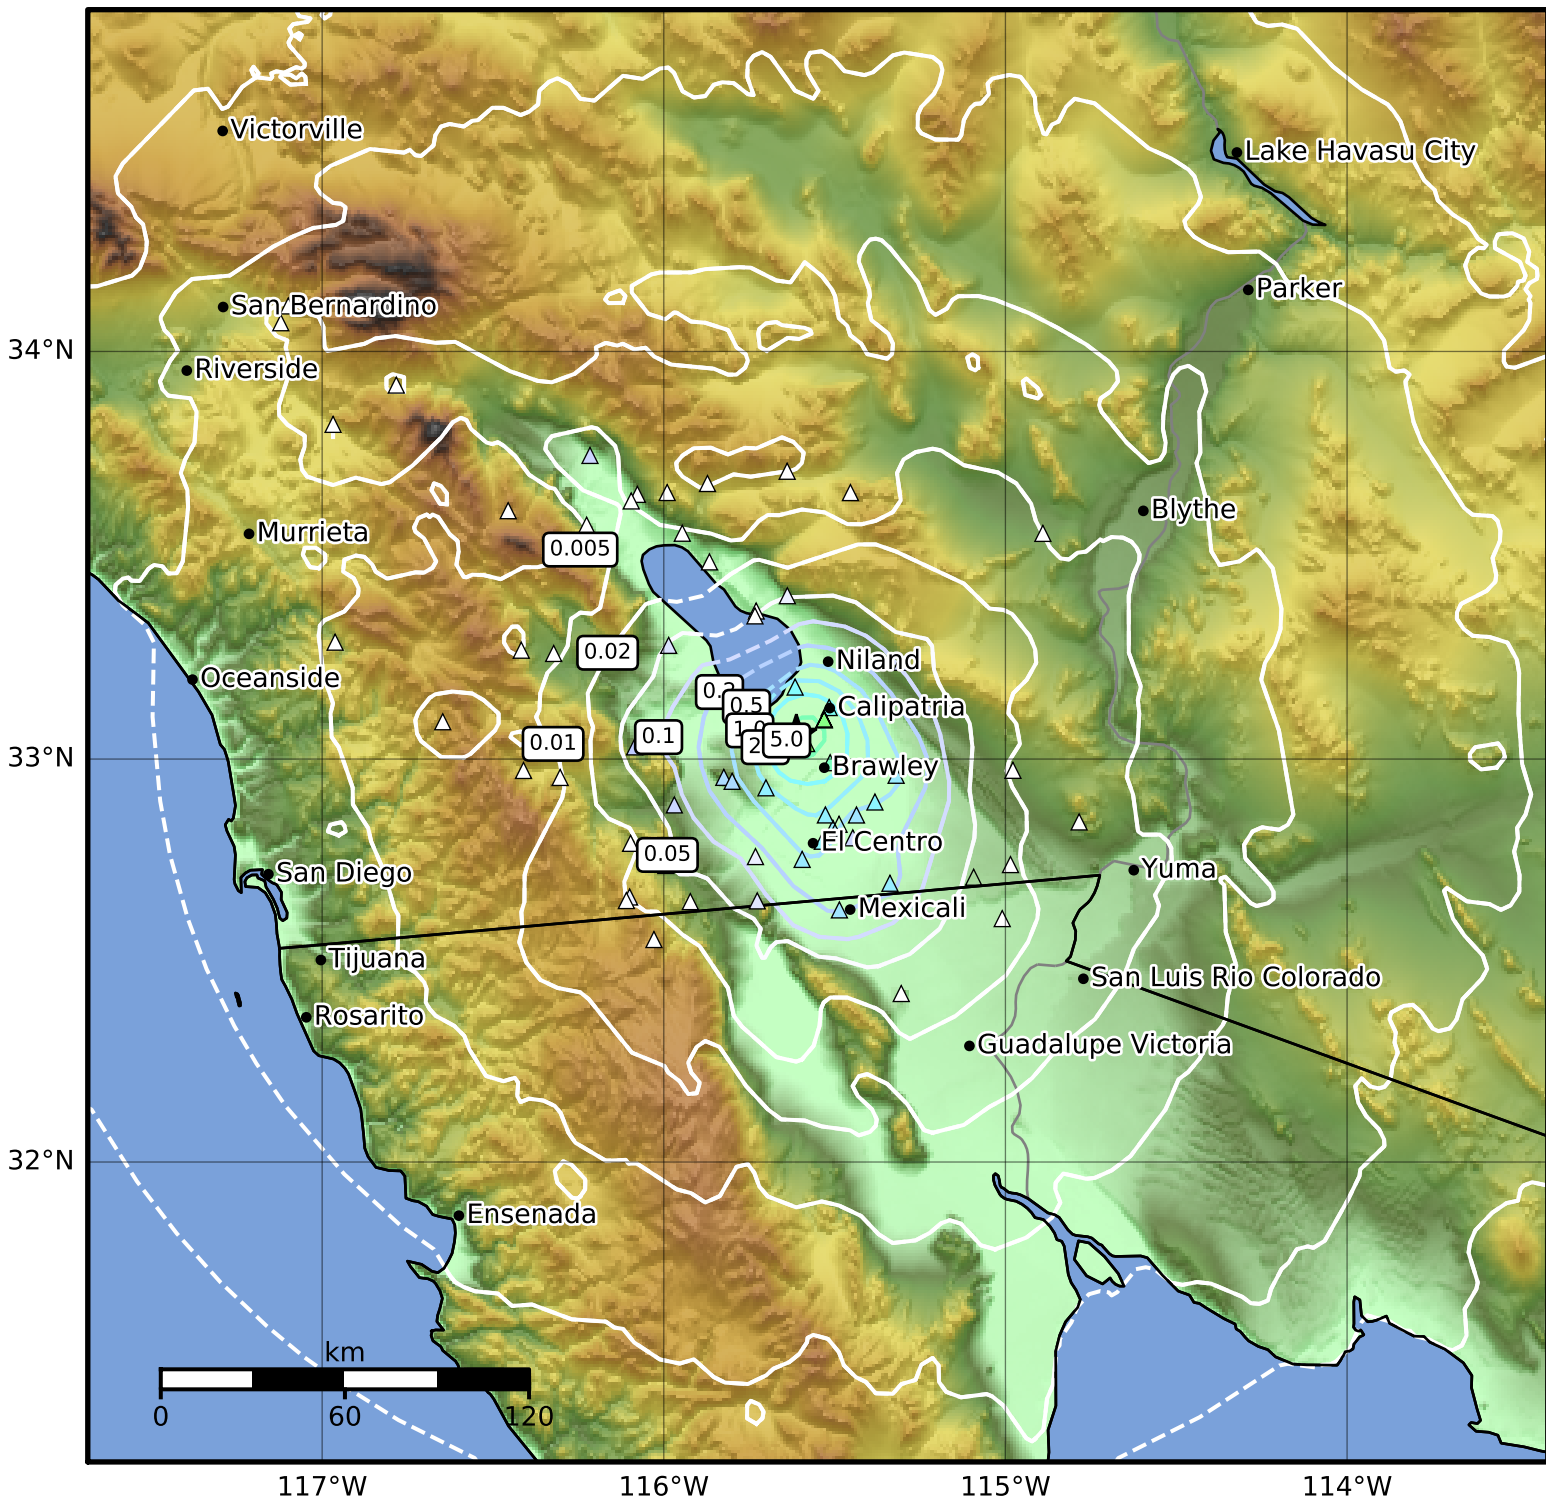 Victorville
Lake Havasu City
Parker
San Bernardino
34°N
Riverside
Blythe
Murrieta
0.005
0.02
Niland
Oceanside
0.5
Calipatria
0.1
0.01
5.0
33°N
Brawley
El Centro
0.05
Yuma
San Diego
Mexicali
Tijuana
San Luis Rio Colorado
Rosarito
Guadalupe Victoria
32°N
Ensenada
km
0 60 120
117°W 116°W 115°W 114°W